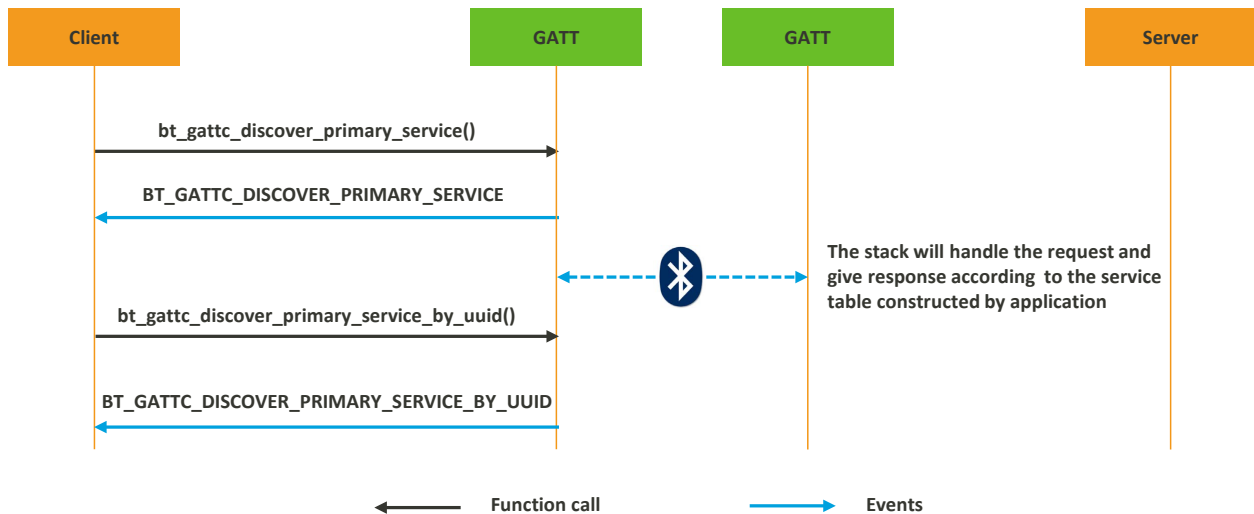 Client
GATT
GATT
Server
bt_gattc_discover_primary_service()
BT_GATTC_DISCOVER_PRIMARY_SERVICE
The stack will handle the request and
give response according to the service
table constructed by application
bt_gattc_discover_primary_service_by_uuid()
BT_GATTC_DISCOVER_PRIMARY_SERVICE_BY_UUID
Function call
Events